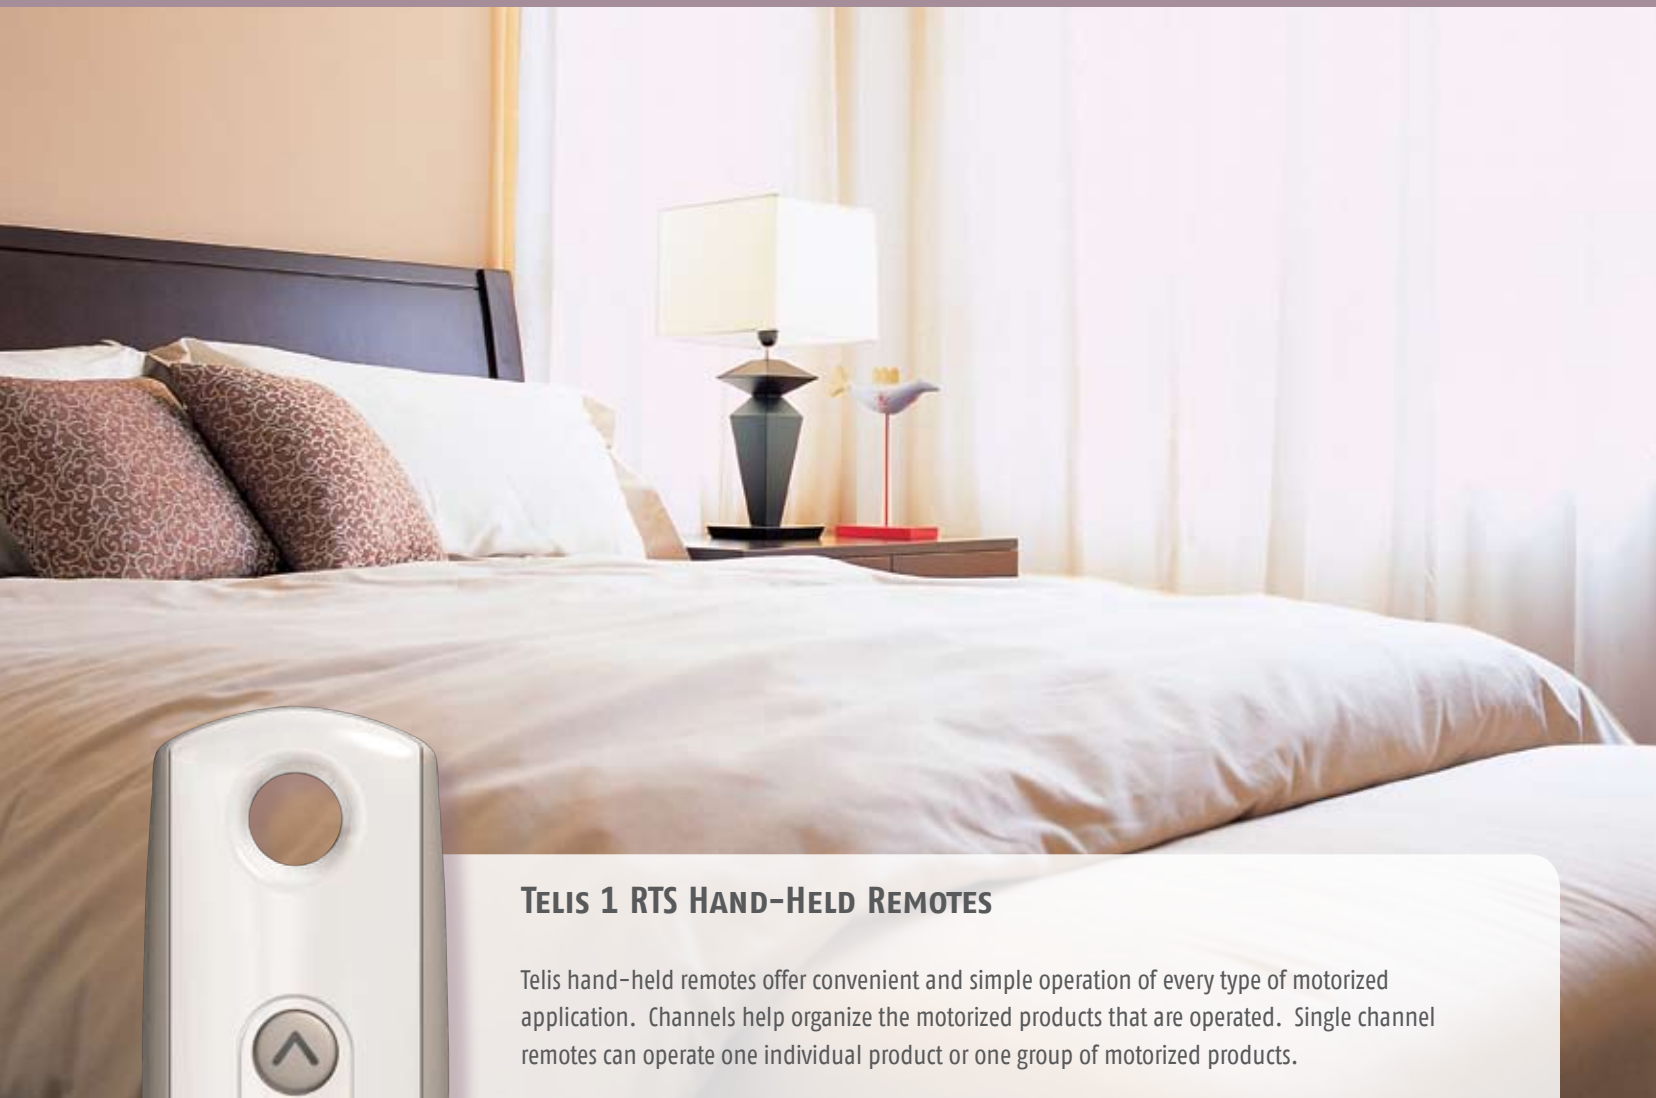 Telis 1 RTS Hand-Held Remotes
Telis hand-held remotes offer convenient and simple operation of every type of motorized
application. Channels help organize the motorized products that are operated. Single channel
remotes can operate one individual product or one group of motorized products.